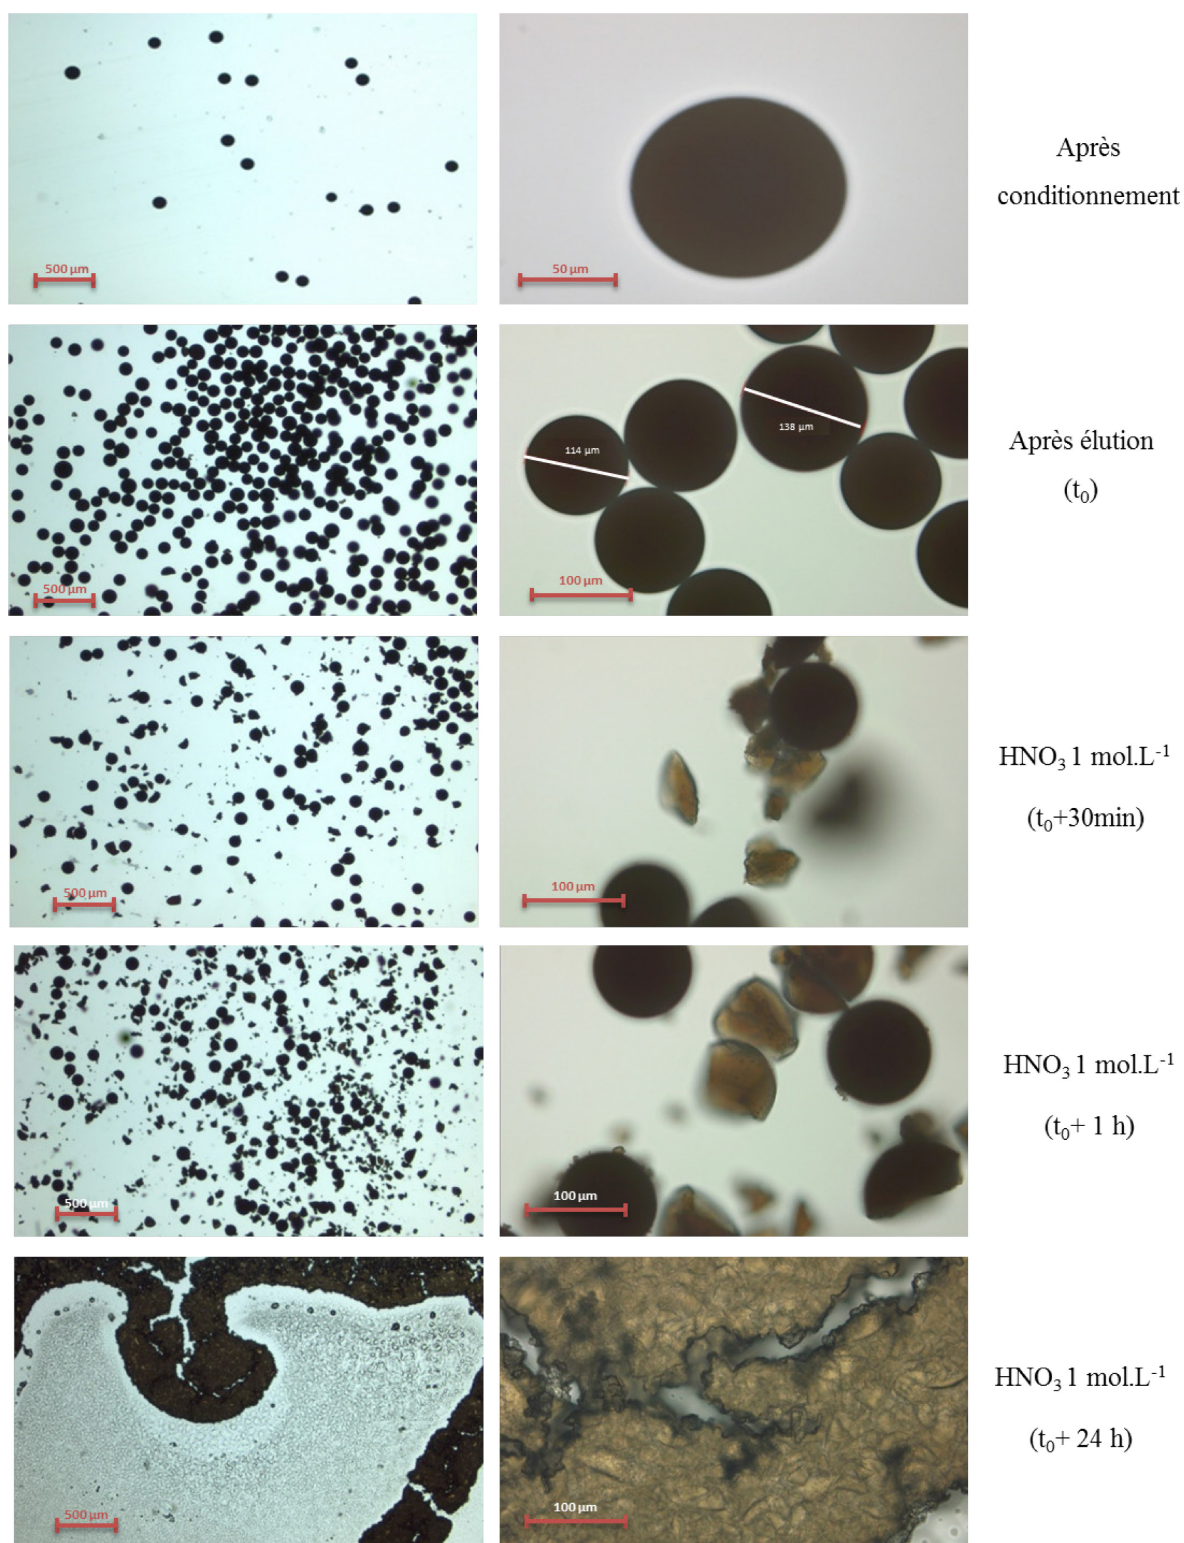 500 µm
50 µm
Après
conditionnement
500 µm
114 µm
138 µm
100 µm
Après élution
(t₀)
500 µm
100 µm
HNO₃ 1 mol.L⁻¹
(t₀+30min)
500 µm
100 µm
HNO₃ 1 mol.L⁻¹
(t₀+ 1 h)
500 µm
100 µm
HNO₃ 1 mol.L⁻¹
(t₀+ 24 h)